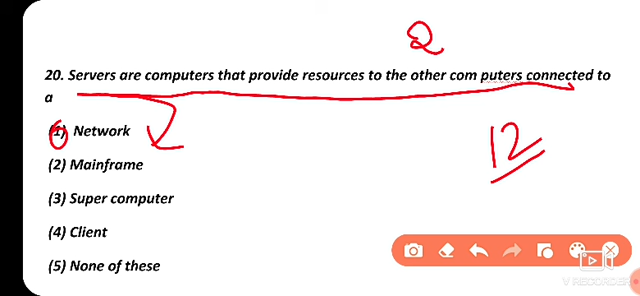 2
20. Servers are computers that provide resources to the other com puters connected to
a
(1) Network
12
(2) Mainframe
(3) Super computer
(4) Client
(5) None of these
V RECORDER